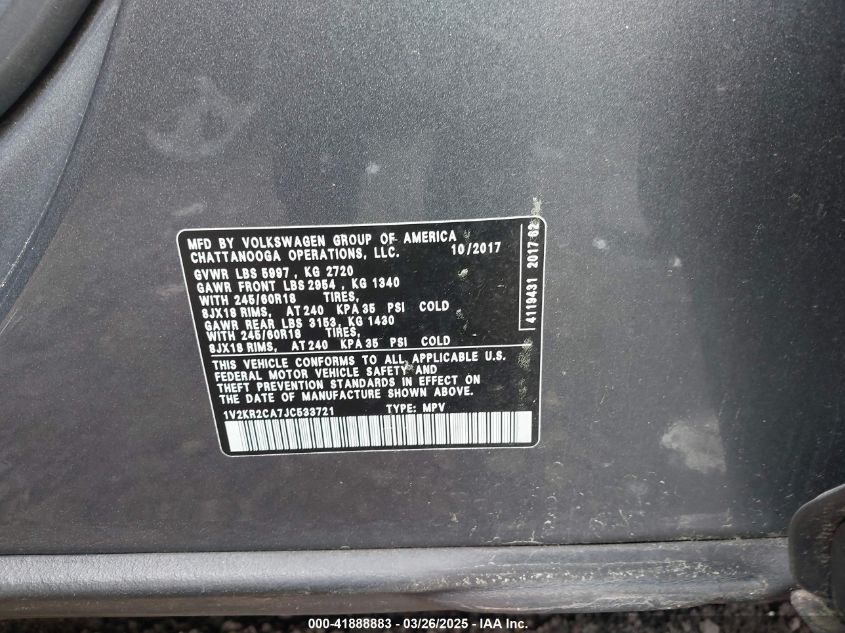 MFD BY VOLKSWAGEN GROUP OF AMERICA
CHATTANOOGA OPERATIONS, LLC. 10/2017
GVWR LBS 5997 , KG 2720
GAWR FRONT LBS 2954 , KG 1340
WITH 245/60R18 TIRES,
8JX18 RIMS, AT 240 KPA 35 PSI COLD
GAWR REAR LBS 3153, KG 1430
WITH 245/60R18 TIRES,
8JX18 RIMS, AT 240 KPA 35 PSI COLD
THIS VEHICLE CONFORMS TO ALL APPLICABLE U.S.
FEDERAL MOTOR VEHICLE SAFETY AND
THEFT PREVENTION STANDARDS IN EFFECT ON
THE DATE OF MANUFACTURE SHOWN ABOVE.
1V2KR2CA7JC533721 TYPE: MPV
4119431 2017-62
000-41888883 - 03/26/2025 - IAA Inc.